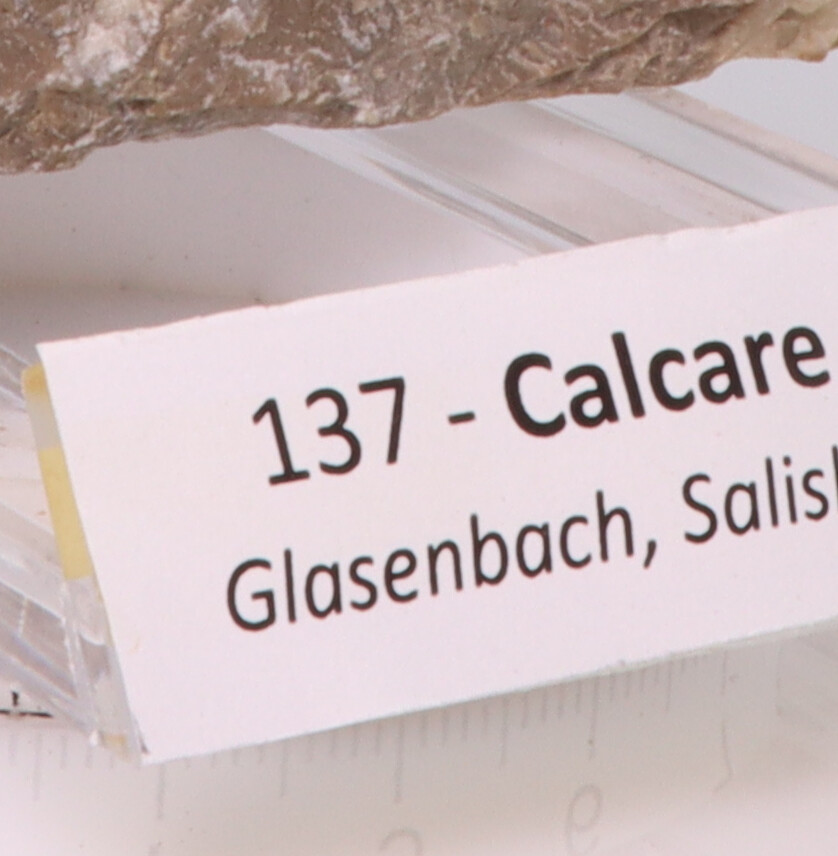 137 - Calcare
Glasenbach,